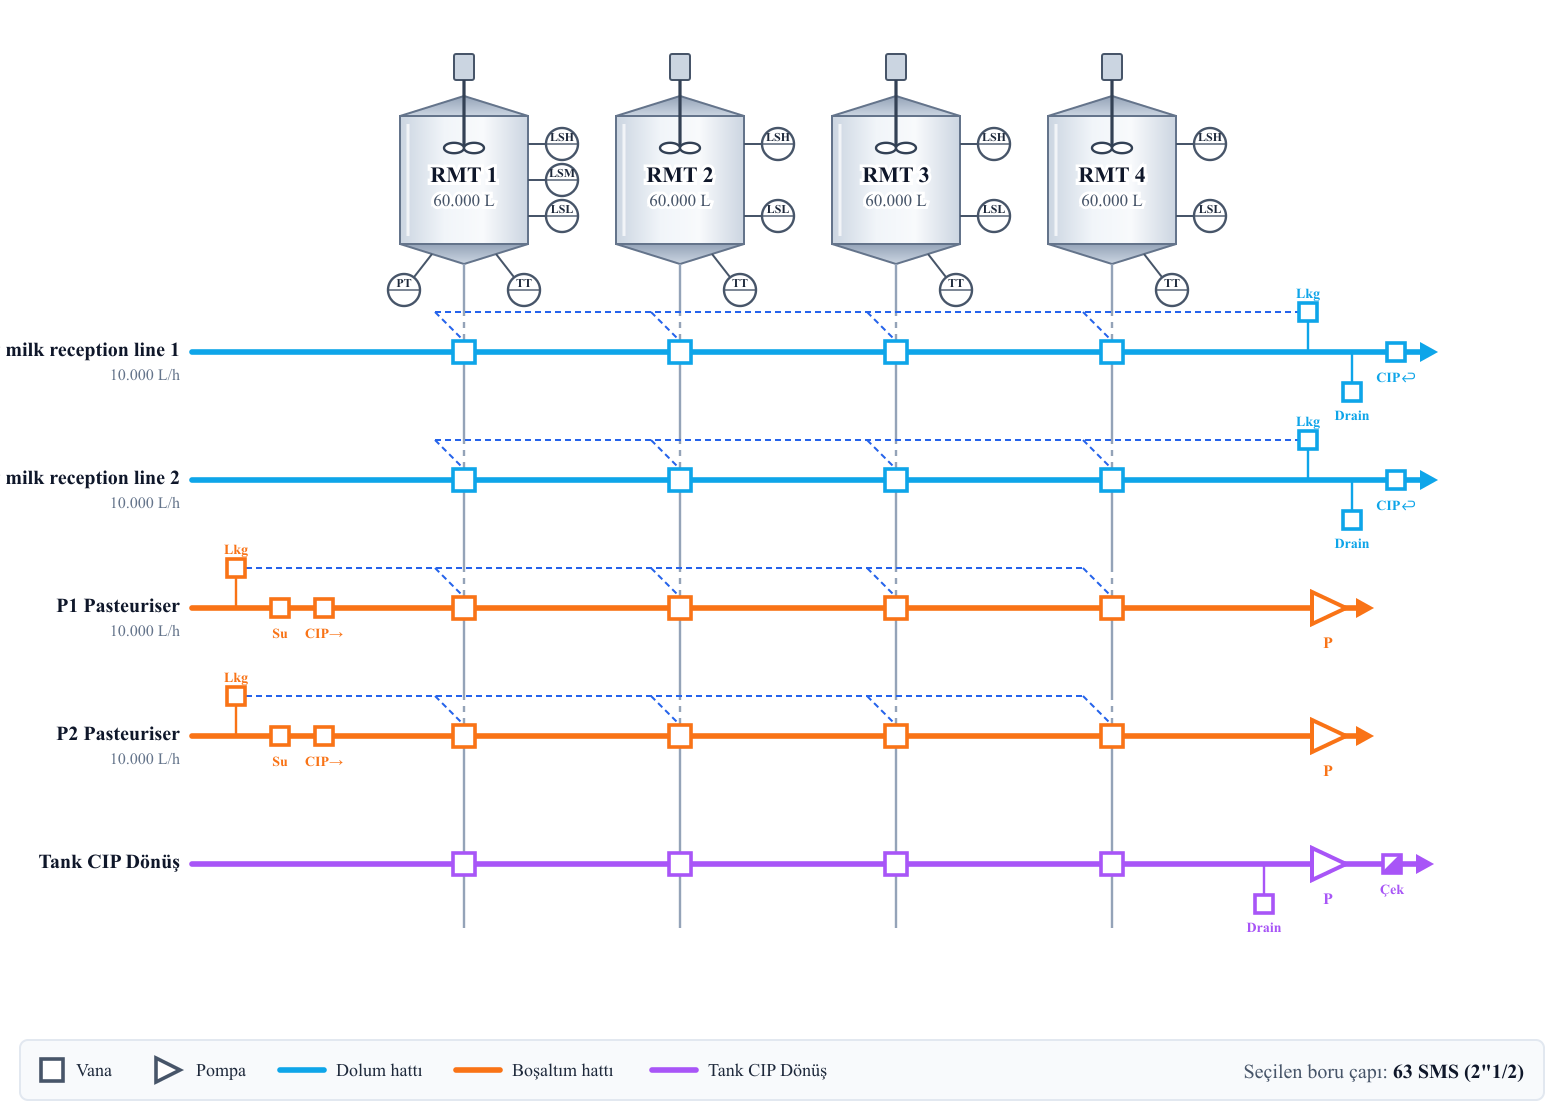 LSH
LSH
LSH
LSH
RMT 1
LSM
RMT 2
RMT 3
RMT 4
60.000 L
LSL
60.000 L
LSL
60.000 L
LSL
60.000 L
LSL
PT
TT
TT
TT
TT
Lkg
milk reception line 1
10.000 L/h
CIP↩
Drain
Lkg
milk reception line 2
10.000 L/h
CIP↩
Drain
Lkg
P1 Pasteuriser
10.000 L/h
Su
CIP→
P
Lkg
P2 Pasteuriser
10.000 L/h
Su
CIP→
P
Tank CIP Dönüş
P
Çek
Drain
Vana
Pompa
Dolum hattı
Boşaltım hattı
Tank CIP Dönüş
Seçilen boru çapı: 63 SMS (2"1/2)